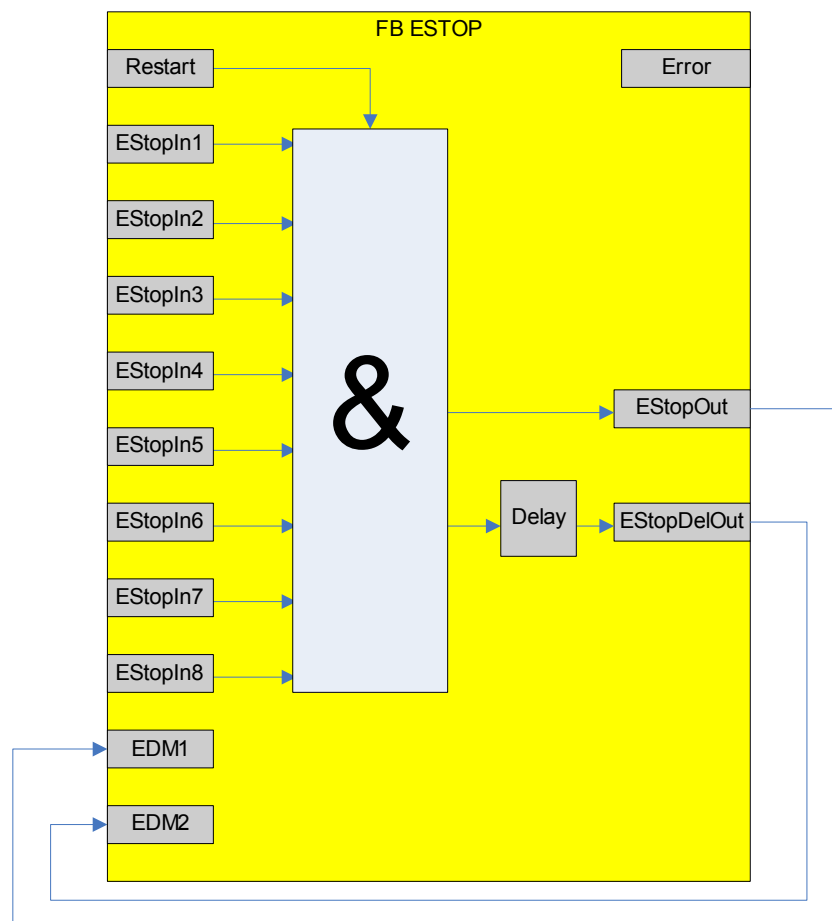 FB ESTOP
Restart
Error
EStopIn1
EStopIn2
EStopIn3
EStopIn4
&
EStopOut
EStopIn5
EStopIn6
Delay
EStopDelOut
EStopIn7
EStopIn8
EDM1
EDM2